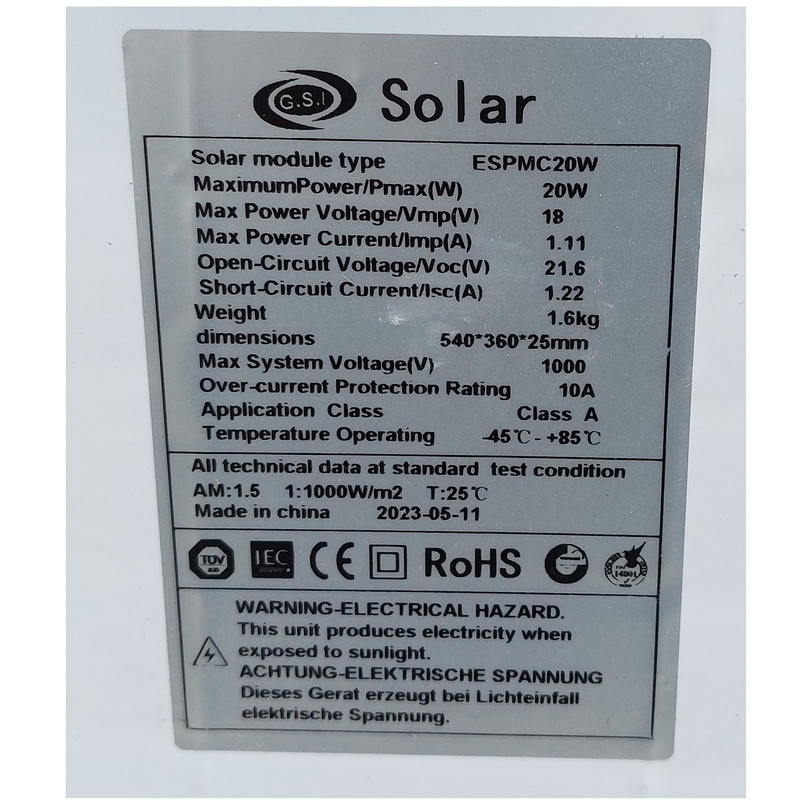 G.S.I Solar
Solar module type ESPMC20W
MaximumPower/Pmax(W) 20W
Max Power Voltage/Vmp(V) 18
Max Power Current/Imp(A) 1.11
Open-Circuit Voltage/Voc(V) 21.6
Short-Circuit Current/Isc(A) 1.22
Weight 1.6kg
dimensions 540*360*25mm
Max System Voltage(V) 1000
Over-current Protection Rating 10A
Application Class Class A
Temperature Operating -45℃- +85℃
All technical data at standard test condition
AM:1.5 1:1000W/m2 T:25℃
Made in china 2023-05-11
TUV IEC CE RoHS 14001
WARNING-ELECTRICAL HAZARD.
This unit produces electricity when
exposed to sunlight.
ACHTUNG-ELEKTRISCHE SPANNUNG
Dieses Gerat erzeugt bei Lichteinfall
elektrische Spannung.